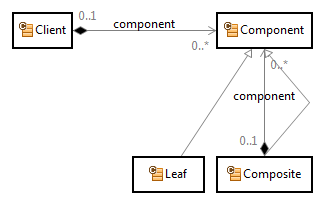 0..1
Client
component
Component
0..*
0..*
component
0..1
Leaf
Composite